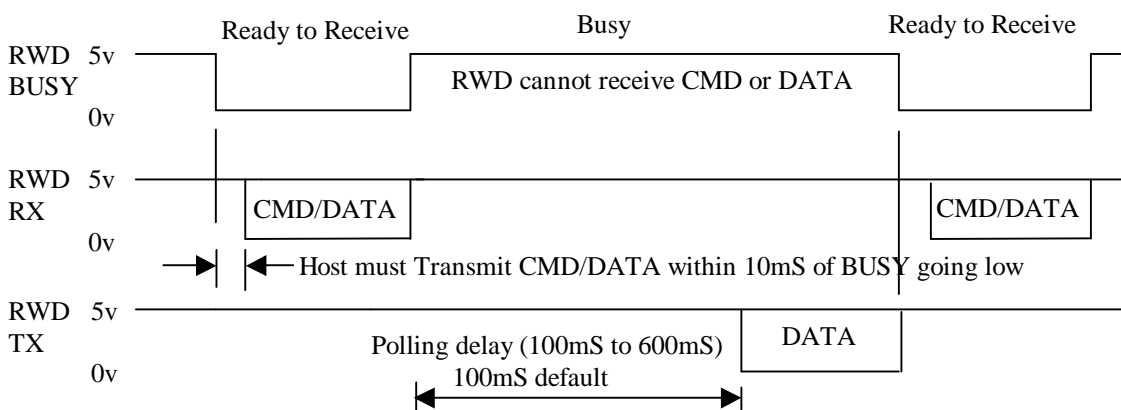 Ready to Receive Busy Ready to Receive
RWD 5v
BUSY
RWD cannot receive CMD or DATA
0v
RWD 5v
RX
CMD/DATA CMD/DATA
0v
Host must Transmit CMD/DATA within 10mS of BUSY going low
RWD 5v
TX
DATA
Polling delay (100mS to 600mS)
0v
100mS default